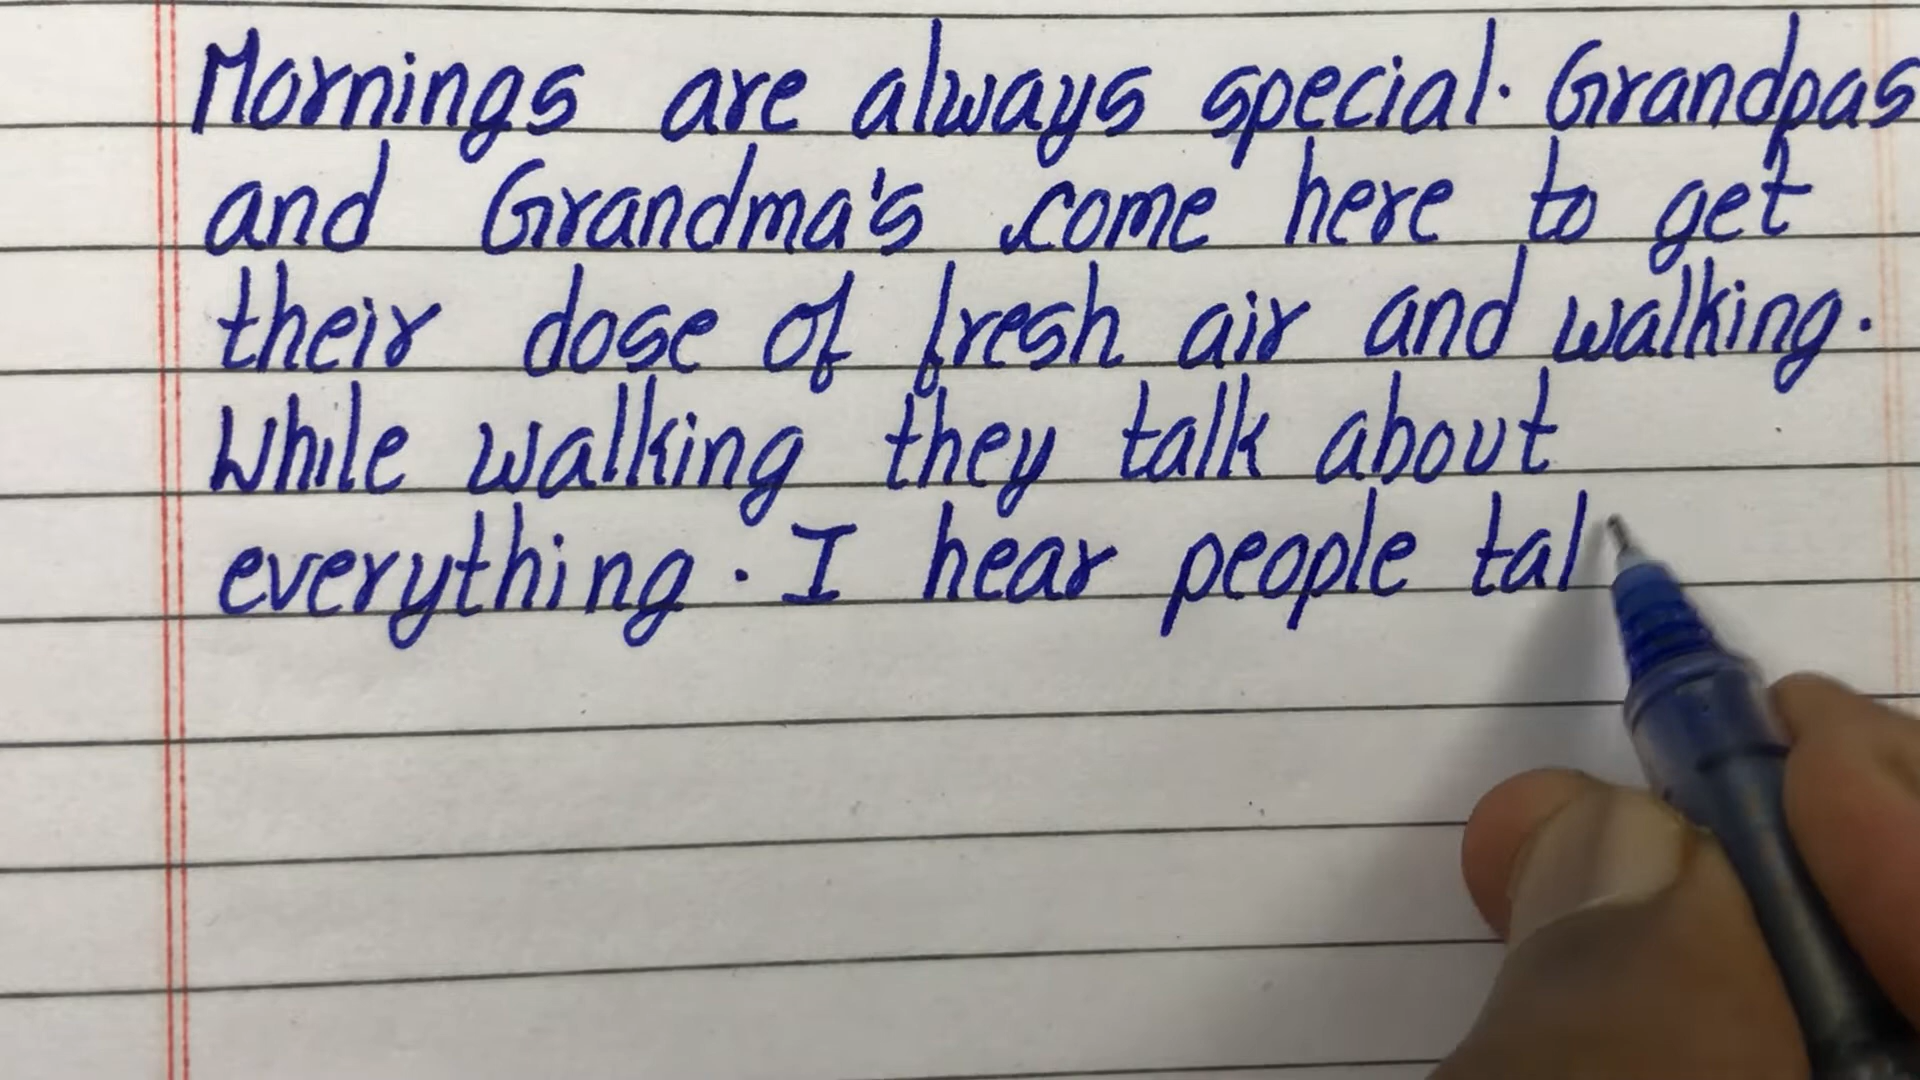 Mornings are always special. Grandpas
and Grandma's come here to get
their dose of fresh air and walking.
While walking they talk about
everything. I hear people tal